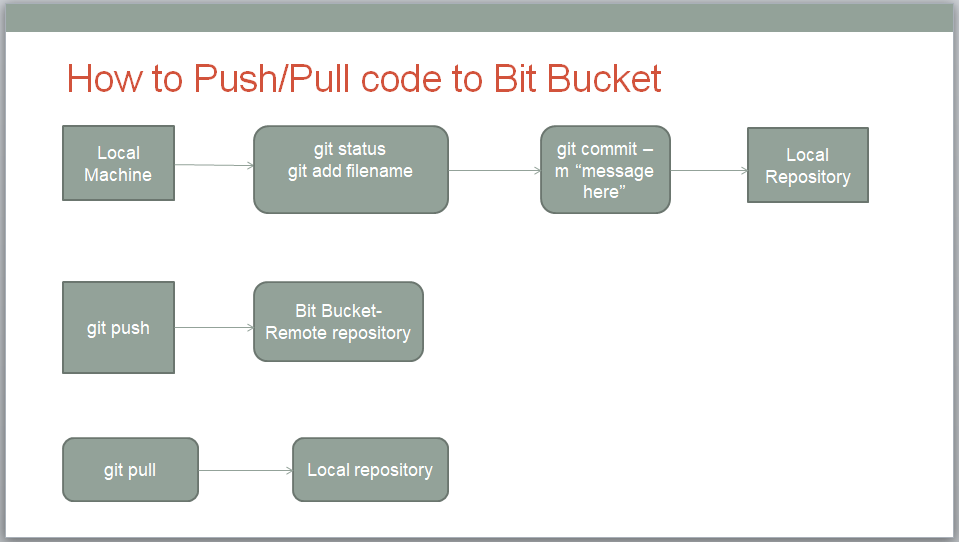 How to Push/Pull code to Bit Bucket
Local
Machine
git status
git add filename
git commit –
m “message
here”
Local
Repository
git push
Bit Bucket-
Remote repository
git pull
Local repository